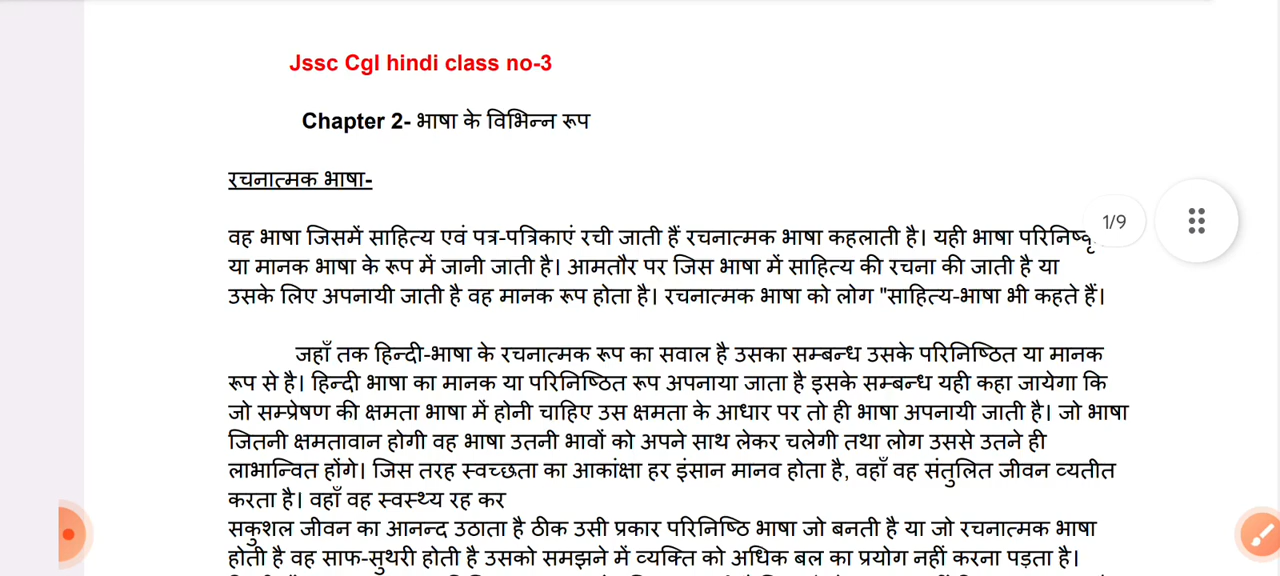 Jssc Cgl hindi class no-3
Chapter 2- भाषा के विभिन्न रूप
रचनात्मक भाषा-
वह भाषा जिसमें साहित्य एवं पत्र-पत्रिकाएं रची जाती हैं रचनात्मक भाषा कहलाती है। यही भाषा
1/9
या मानक भाषा के रूप में जानी जाती है। आमतौर पर जिस भाषा में साहित्य की रचना की जाती है या
उसके लिए अपनायी जाती है वह मानक रूप होता है। रचनात्मक भाषा को लोग "साहित्य-भाषा भी कहते हैं।
जहाँ तक हिन्दी-भाषा के रचनात्मक रूप का सवाल है उसका सम्बन्ध उसके परिनिष्ठित या मानक
रूप से है। हिन्दी भाषा का मानक या परिनिष्ठित रूप अपनाया जाता है इसके सम्बन्ध यही कहा जायेगा कि
जो सम्प्रेषण की क्षमता भाषा में होनी चाहिए उस क्षमता के आधार पर तो ही भाषा अपनायी जाती है। जो भाषा
जितनी क्षमतावान होगी वह भाषा उतनी भावों को अपने साथ लेकर चलेगी तथा लोग उससे उतने ही
लाभान्वित होंगे। जिस तरह स्वच्छता का आकांक्षा हर इंसान मानव होता है, वहाँ वह संतुलित जीवन व्यतीत
करता है। वहाँ वह स्वस्थ्य रह कर
सकुशल जीवन का आनन्द उठाता है ठीक उसी प्रकार परिनिष्ठि भाषा जो बनती है या जो रचनात्मक भाषा
होती है वह साफ-सुथरी होती है उसको समझने में व्यक्ति को अधिक बल का प्रयोग नहीं करना पड़ता है।